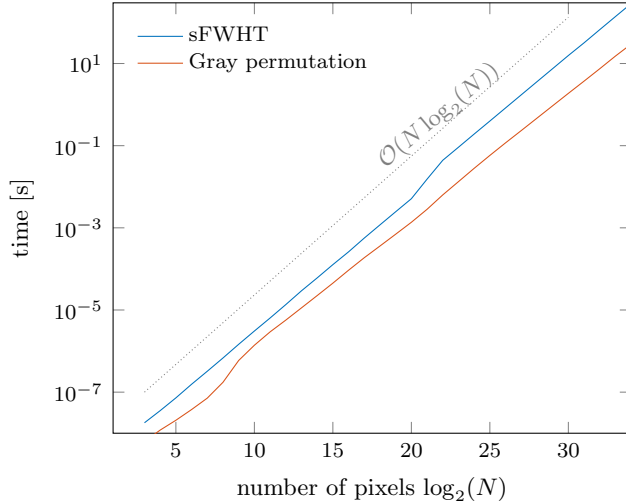 sFWHT
Gray permutation
𝒪(N log₂(N))
10¹
10⁻¹
10⁻³
10⁻⁵
10⁻⁷
time [s]
5 10 15 20 25 30
number of pixels log₂(N)